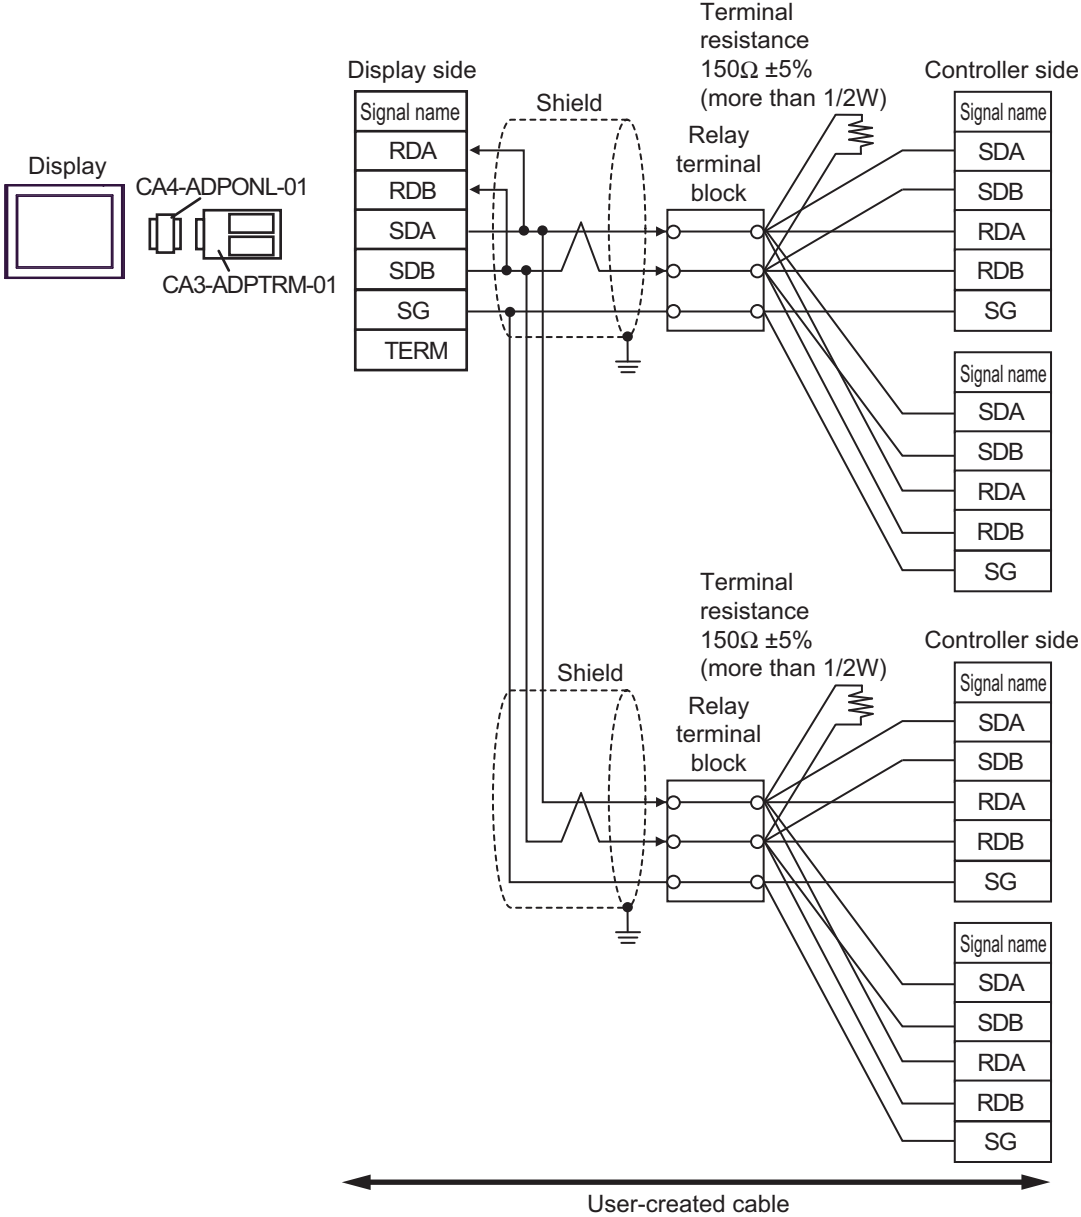 Terminal
resistance
150Ω ±5%
(more than 1/2W)
Display side
Controller side
Signal name
RDA
RDB
SDA
SDB
SG
TERM
Shield
Relay
terminal
block
Signal name
SDA
SDB
RDA
RDB
SG
Display
CA4-ADPONL-01
CA3-ADPTRM-01
Signal name
SDA
SDB
RDA
RDB
SG
Terminal
resistance
150Ω ±5%
(more than 1/2W)
Controller side
Shield
Relay
terminal
block
Signal name
SDA
SDB
RDA
RDB
SG
Signal name
SDA
SDB
RDA
RDB
SG
User-created cable